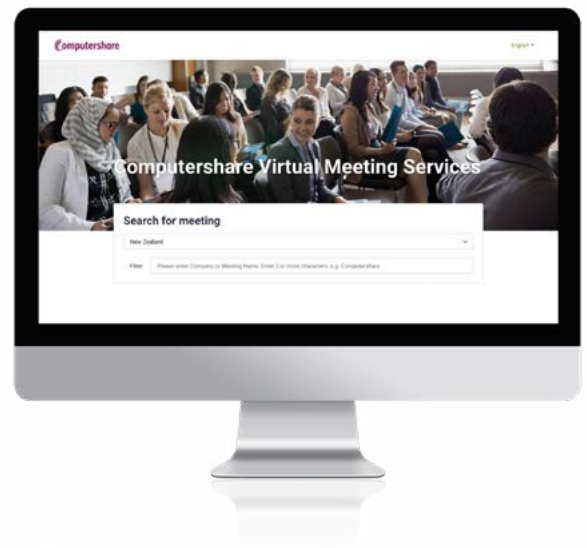 Computershare
English
Computershare Virtual Meeting Services
Search for meeting
New Zealand
Filter
Please enter Company or Meeting Name. Enter 3 or more characters. e.g. Computershare